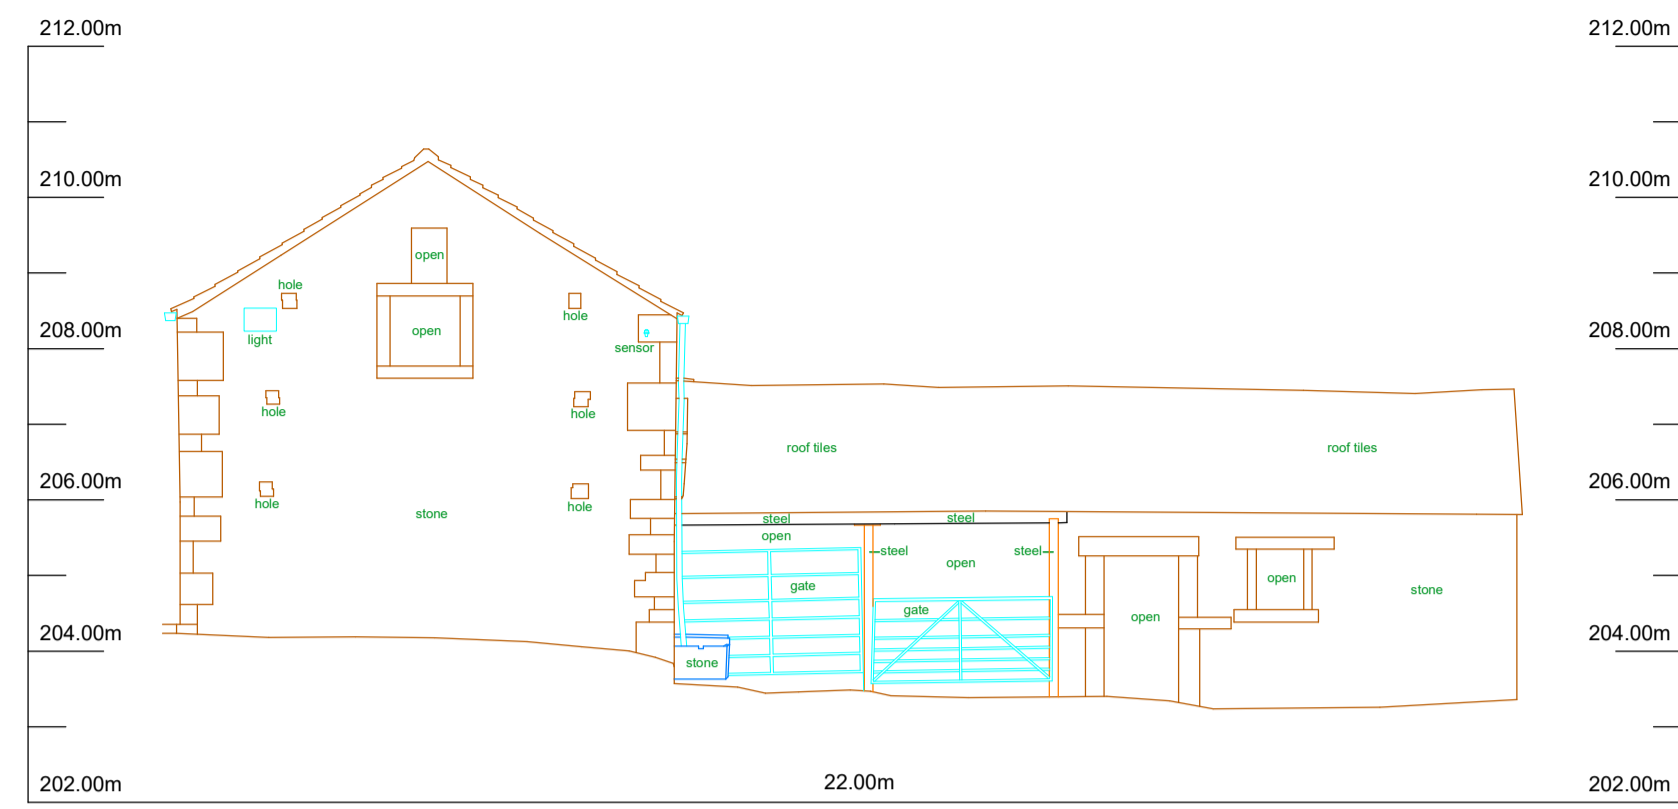 212.00m
212.00m
210.00m
210.00m
open
hole
hole
light
open
208.00m
sensor
208.00m
hole
hole
roof tiles
roof tiles
206.00m
hole
hole
206.00m
stone
steel
steel
open
steel
steel
open
gate
open
stone
gate
open
204.00m
204.00m
stone
202.00m
22.00m
202.00m